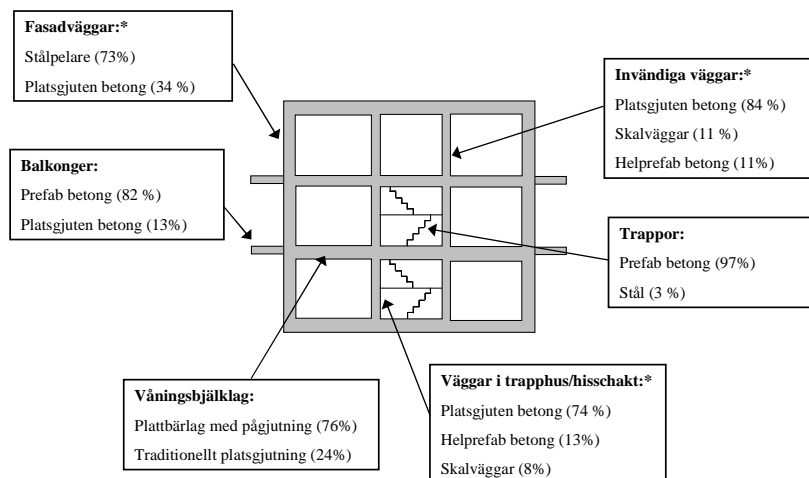 Fasadväggar:*
Stålpelare (73%)
Platsgjuten betong (34 %)
Balkonger:
Prefab betong (82 %)
Platsgjuten betong (13%)
Invändiga väggar:*
Platsgjuten betong (84 %)
Skalväggar (11 %)
Helprefab betong (11%)
Trappor:
Prefab betong (97%)
Stål (3 %)
Våningsbjälklag:
Plattbärlag med pågjutning (76%)
Traditionellt platsgjutning (24%)
Väggar i trapphus/hisschakt:*
Platsgjuten betong (74 %)
Helprefab betong (13%)
Skalväggar (8%)